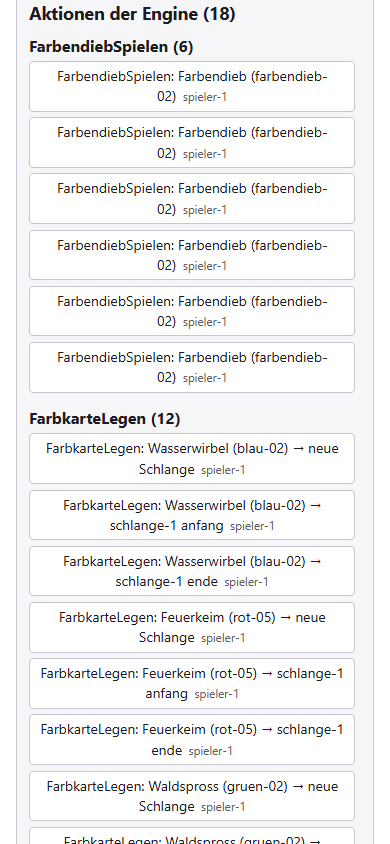 Aktionen der Engine (18)
FarbendiebSpielen (6)
FarbendiebSpielen: Farbendieb (farbendieb-
02) spieler-1
FarbendiebSpielen: Farbendieb (farbendieb-
02) spieler-1
FarbendiebSpielen: Farbendieb (farbendieb-
02) spieler-1
FarbendiebSpielen: Farbendieb (farbendieb-
02) spieler-1
FarbendiebSpielen: Farbendieb (farbendieb-
02) spieler-1
FarbendiebSpielen: Farbendieb (farbendieb-
02) spieler-1
FarbkarteLegen (12)
FarbkarteLegen: Wasserwirbel (blau-02) → neue
Schlange spieler-1
FarbkarteLegen: Wasserwirbel (blau-02) →
schlange-1 anfang spieler-1
FarbkarteLegen: Wasserwirbel (blau-02) →
schlange-1 ende spieler-1
FarbkarteLegen: Feuerkeim (rot-05) → neue
Schlange spieler-1
FarbkarteLegen: Feuerkeim (rot-05) → schlange-1
anfang spieler-1
FarbkarteLegen: Feuerkeim (rot-05) → schlange-1
ende spieler-1
FarbkarteLegen: Waldspross (gruen-02) → neue
Schlange spieler-1
FarbkarteLegen: Waldspross (gruen-02) →